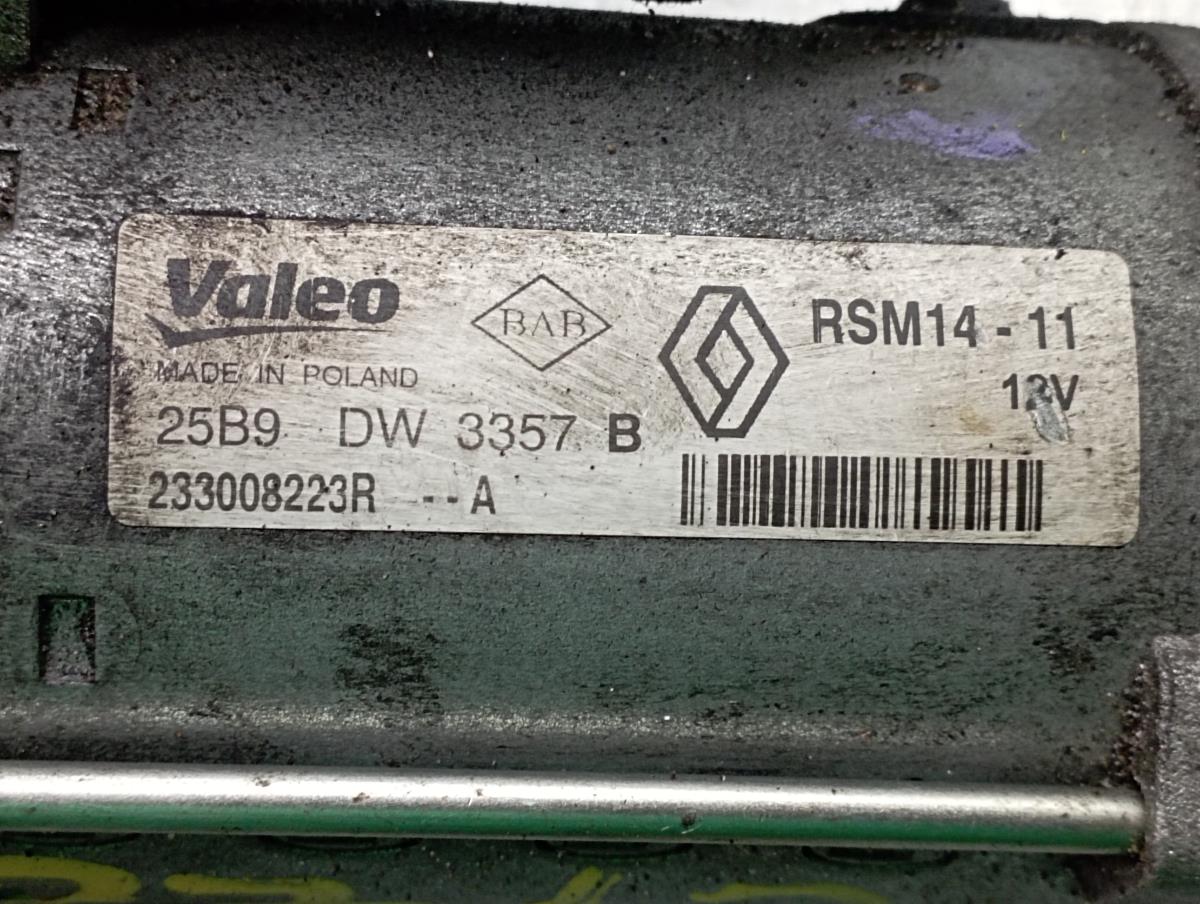 Valeo
BAB
RSM14 - 11
MADE IN POLAND
12V
25B9 DW 3357 B
233008223R --A